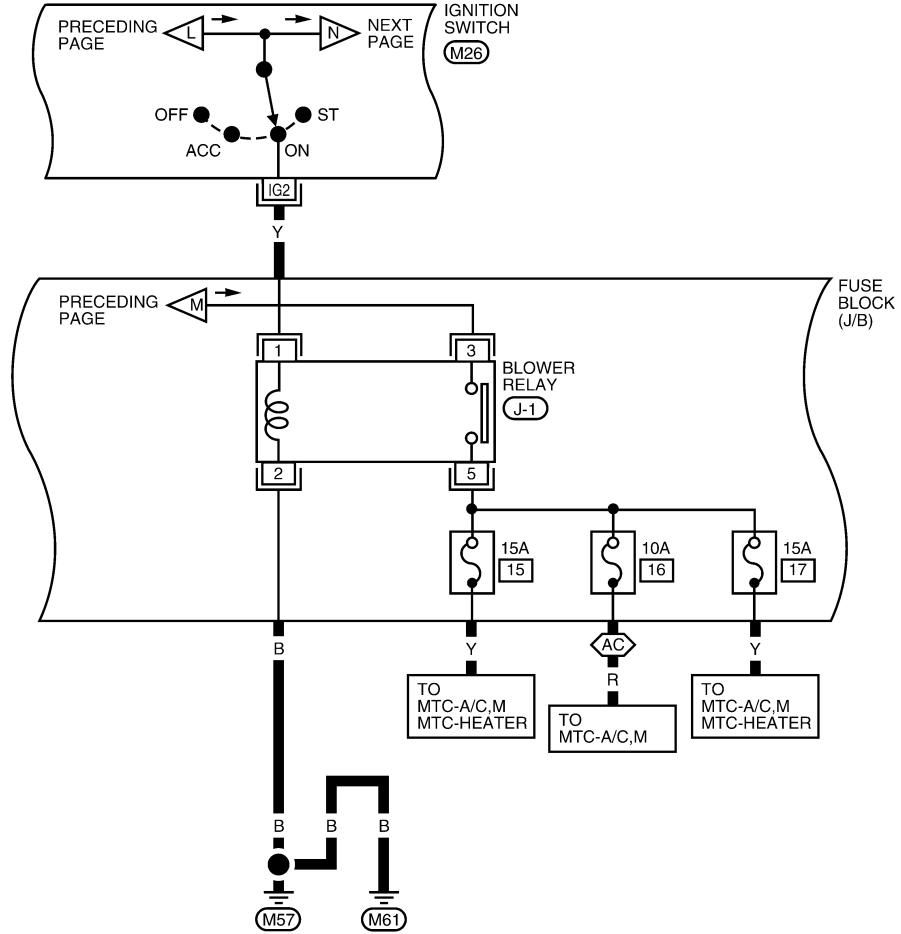 IGNITION
SWITCH
M26
PRECEDING
PAGE
L
N
NEXT
PAGE
OFF
ST
ACC
ON
IG2
Y
FUSE
BLOCK
(J/B)
PRECEDING
PAGE
M
1
3
BLOWER
RELAY
J-1
2
5
15A
15
10A
16
15A
17
B
Y
AC
Y
R
TO
MTC-A/C,M
MTC-HEATER
TO
MTC-A/C,M
TO
MTC-A/C,M
MTC-HEATER
B
B
B
M57
M61